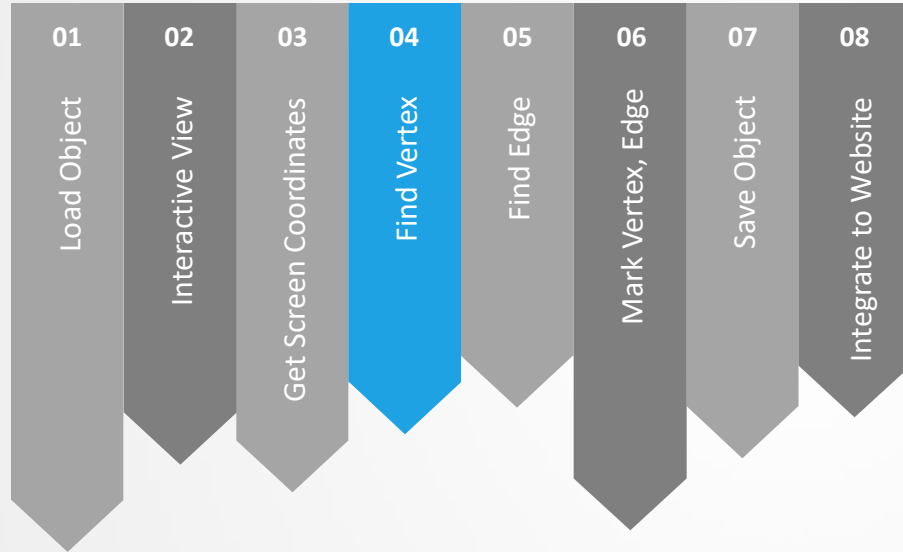 01
Load Object
02
Interactive View
03
Get Screen Coordinates
04
Find Vertex
05
Find Edge
06
Mark Vertex, Edge
07
Save Object
08
Integrate to Website